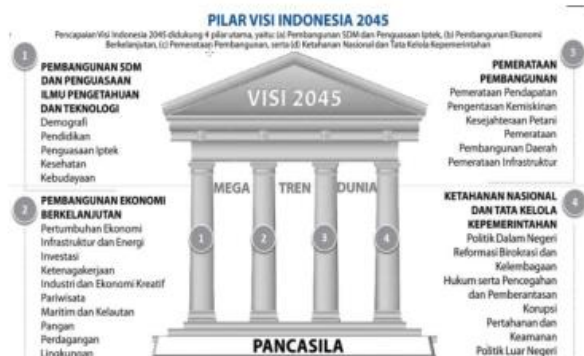 PILAR VISI INDONESIA 2045
Pencapaian Visi Indonesia 2045 didukung 4 pilar utama, yaitu: (a) Pembangunan SDM dan Penguasaan Iptek, (b) Pembangunan Ekonomi
Berkelanjutan, (c) Pemerataan Pembangunan, serta (d) Ketahanan Nasional dan Tata Kelola Kepemerintahan
1
PEMBANGUNAN SDM
DAN PENGUASAAN
ILMU PENGETAHUAN
DAN TEKNOLOGI
Demografi
Pendidikan
Penguasaan Iptek
Kesehatan
Kebudayaan
2
PEMBANGUNAN EKONOMI
BERKELANJUTAN
Pertumbuhan Ekonomi
Infrastruktur dan Energi
Investasi
Ketenagakerjaan
Industri dan Ekonomi Kreatif
Pariwisata
Maritim dan Kelautan
Pangan
Perdagangan
Lingkungan
VISI 2045
MEGA TREN DUNIA
1 2 3 4
PANCASILA
3
PEMERATAAN
PEMBANGUNAN
Pemerataan Pendapatan
Pengentasan Kemiskinan
Kesejahteraan Petani
Pemerataan
Pembangunan Daerah
Pemerataan Infrastruktur
4
KETAHANAN NASIONAL
DAN TATA KELOLA
KEPEMERINTAHAN
Politik Dalam Negeri
Reformasi Birokrasi dan
Kelembagaan
Hukum serta Pencegahan
dan Pemberantasan
Korupsi
Pertahanan dan
Keamanan
Politik Luar Negeri